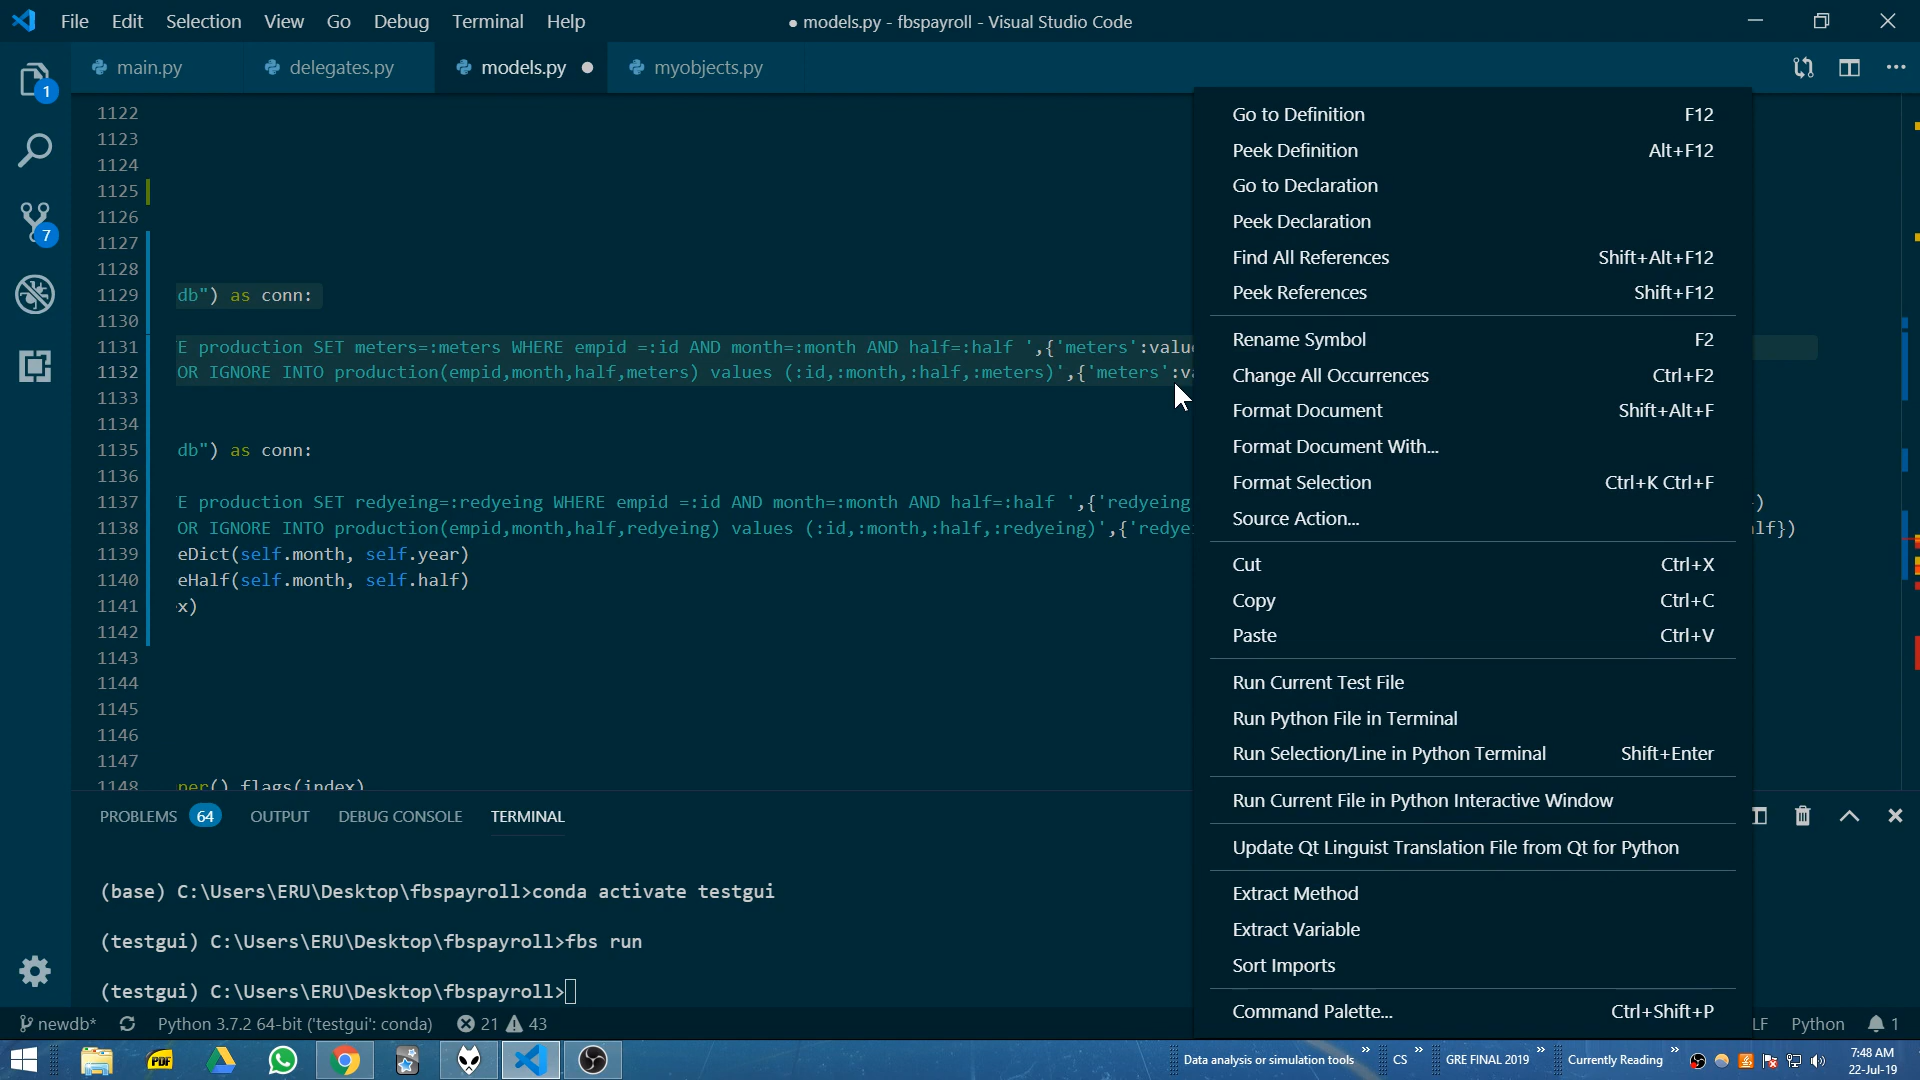 File Edit Selection View Go Debug Terminal Help
● models.py - fbspayroll - Visual Studio Code
main.py
delegates.py
models.py ●
myobjects.py
1
7
1122
1123
1124
1125
1126
1127
1128
1129 db") as conn:
1130
1131 E production SET meters=:meters WHERE empid =:id AND month=:month AND half=:half ',{'meters':valu
1132 OR IGNORE INTO production(empid,month,half,meters) values (:id,:month,:half,:meters)',{'meters':va
1133
1134
1135 db") as conn:
1136
1137 E production SET redyeing=:redyeing WHERE empid =:id AND month=:month AND half=:half ',{'redyeing )
1138 OR IGNORE INTO production(empid,month,half,redyeing) values (:id,:month,:half,:redyeing)',{'redye lf})
1139 eDict(self.month, self.year)
1140 eHalf(self.month, self.half)
1141 x)
1142
1143
1144
1145
1146
1147
1148 per().flags(index)
Go to Definition F12
Peek Definition Alt+F12
Go to Declaration
Peek Declaration
Find All References Shift+Alt+F12
Peek References Shift+F12
Rename Symbol F2
Change All Occurrences Ctrl+F2
Format Document Shift+Alt+F
Format Document With...
Format Selection Ctrl+K Ctrl+F
Source Action...
Cut Ctrl+X
Copy Ctrl+C
Paste Ctrl+V
Run Current Test File
Run Python File in Terminal
Run Selection/Line in Python Terminal Shift+Enter
Run Current File in Python Interactive Window
Update Qt Linguist Translation File from Qt for Python
Extract Method
Extract Variable
Sort Imports
Command Palette... Ctrl+Shift+P
PROBLEMS 64 OUTPUT DEBUG CONSOLE TERMINAL
(base) C:\Users\ERU\Desktop\fbspayroll>conda activate testgui
(testgui) C:\Users\ERU\Desktop\fbspayroll>fbs run
(testgui) C:\Users\ERU\Desktop\fbspayroll>
newdb* Python 3.7.2 64-bit ('testgui': conda) 21 43 LF Python 1
PDF
Data analysis or simulation tools » CS » GRE FINAL 2019 » Currently Reading »
7:48 AM
22-Jul-19